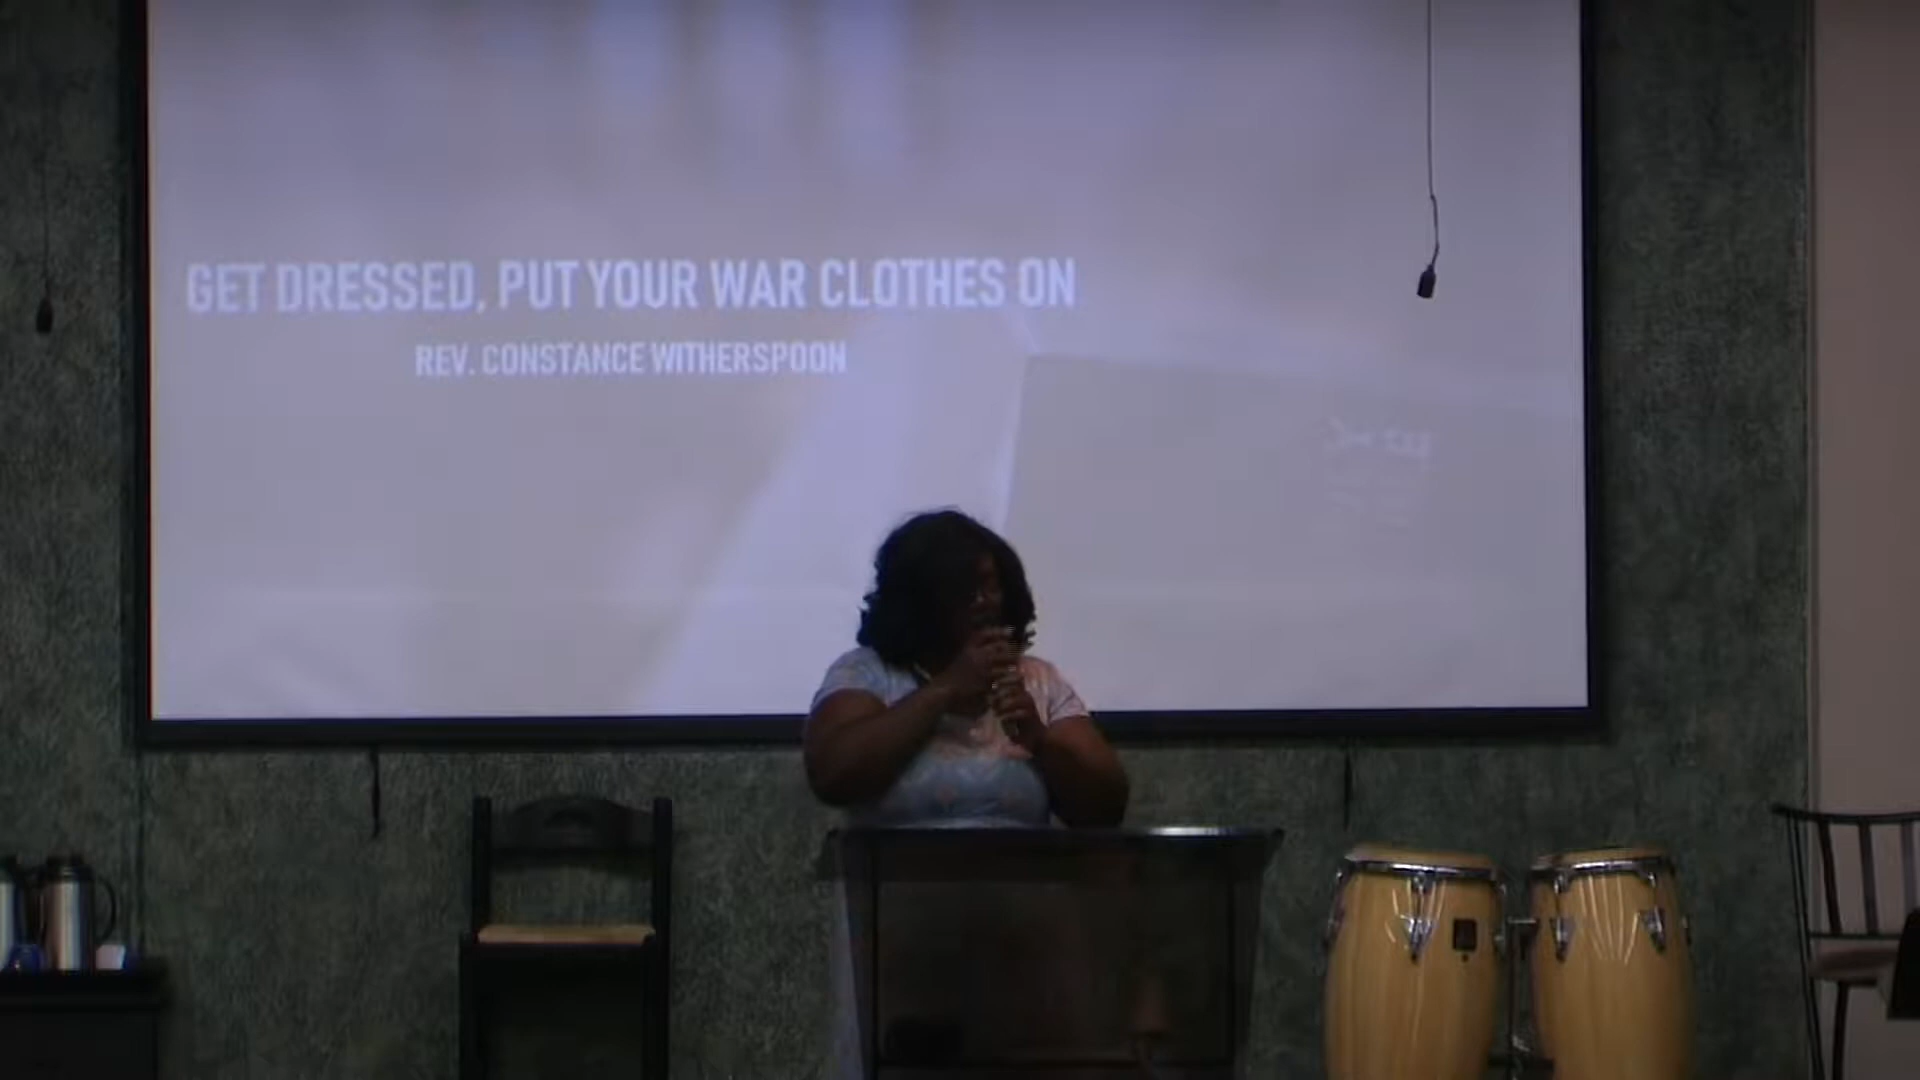 GET DRESSED, PUT YOUR WAR CLOTHES ON
REV. CONSTANCE WITHERSPOON